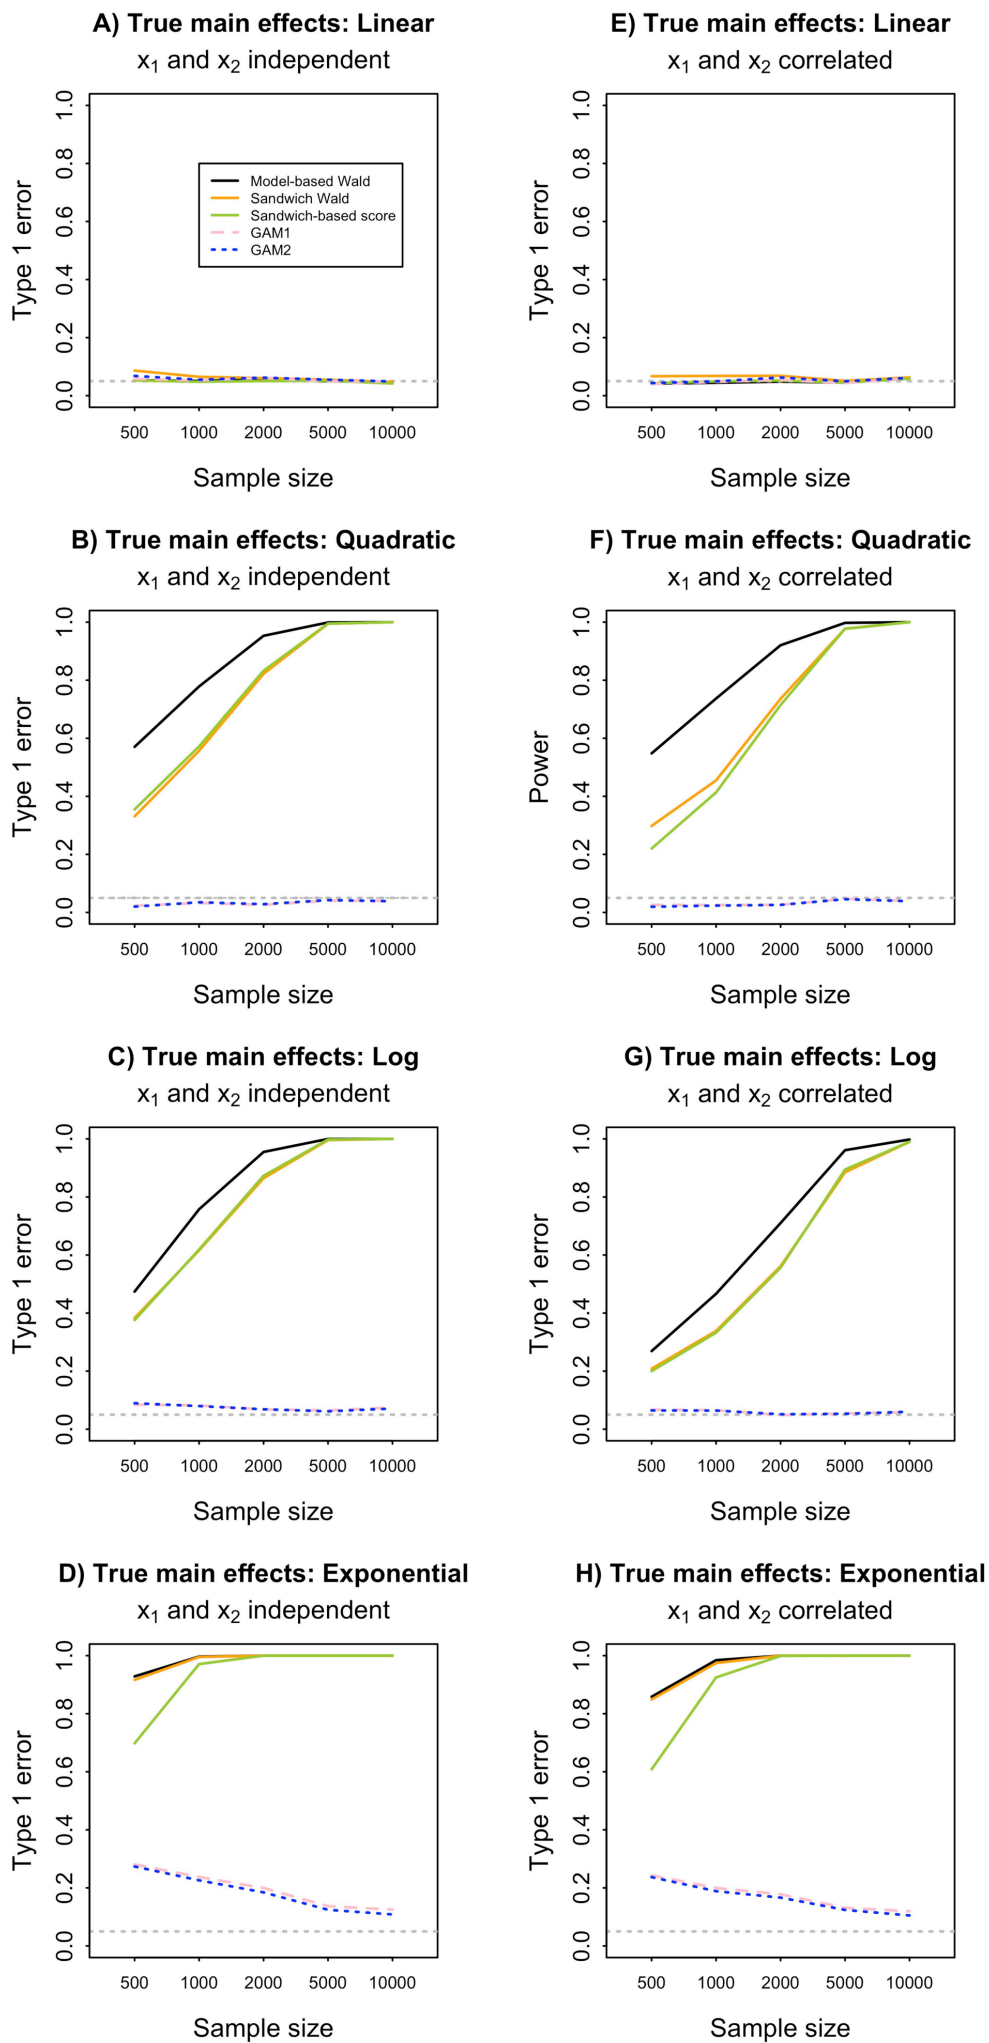 A) True main effects: Linear
x1 and x2 independent
Type 1 error
1.0
0.8
0.6
0.4
0.2
0.0
Model-based Wald
Sandwich Wald
Sandwich-based score
GAM1
GAM2
500 1000 2000 5000 10000
Sample size
E) True main effects: Linear
x1 and x2 correlated
Type 1 error
1.0
0.8
0.6
0.4
0.2
0.0
500 1000 2000 5000 10000
Sample size
B) True main effects: Quadratic
x1 and x2 independent
Type 1 error
1.0
0.8
0.6
0.4
0.2
0.0
500 1000 2000 5000 10000
Sample size
F) True main effects: Quadratic
x1 and x2 correlated
Power
1.0
0.8
0.6
0.4
0.2
0.0
500 1000 2000 5000 10000
Sample size
C) True main effects: Log
x1 and x2 independent
Type 1 error
1.0
0.8
0.6
0.4
0.2
0.0
500 1000 2000 5000 10000
Sample size
G) True main effects: Log
x1 and x2 correlated
Type 1 error
1.0
0.8
0.6
0.4
0.2
0.0
500 1000 2000 5000 10000
Sample size
D) True main effects: Exponential
x1 and x2 independent
Type 1 error
1.0
0.8
0.6
0.4
0.2
0.0
500 1000 2000 5000 10000
Sample size
H) True main effects: Exponential
x1 and x2 correlated
Type 1 error
1.0
0.8
0.6
0.4
0.2
0.0
500 1000 2000 5000 10000
Sample size